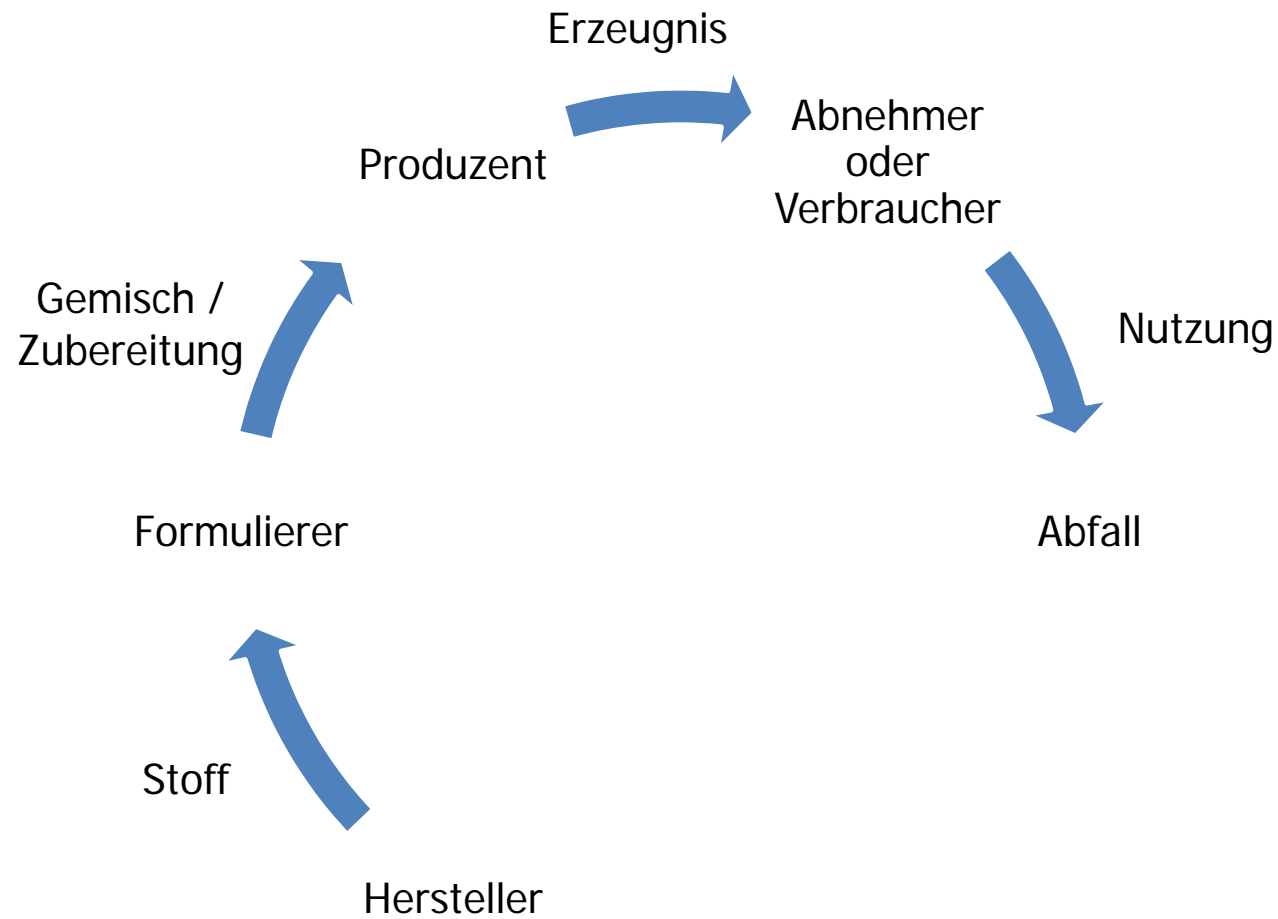 Erzeugnis
Abnehmer
oder
Verbraucher
Produzent
Gemisch /
Zubereitung
Nutzung
Formulierer
Abfall
Stoff
Hersteller